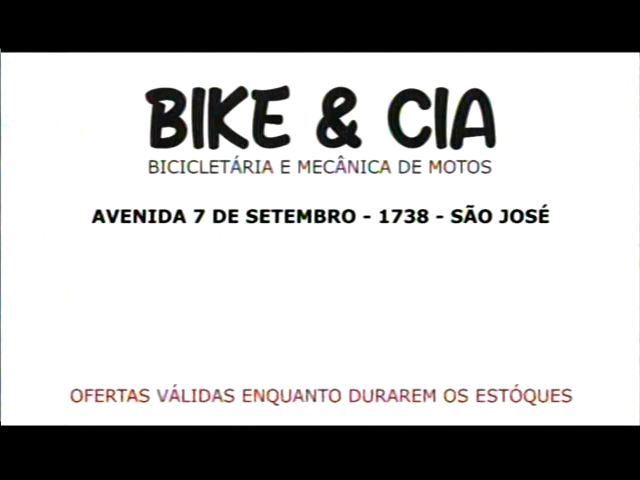 BIKE & CIA
BICICLETÁRIA E MECÂNICA DE MOTOS
AVENIDA 7 DE SETEMBRO - 1738 - SÃO JOSÉ
OFERTAS VÁLIDAS ENQUANTO DURAREM OS ESTÓQUES